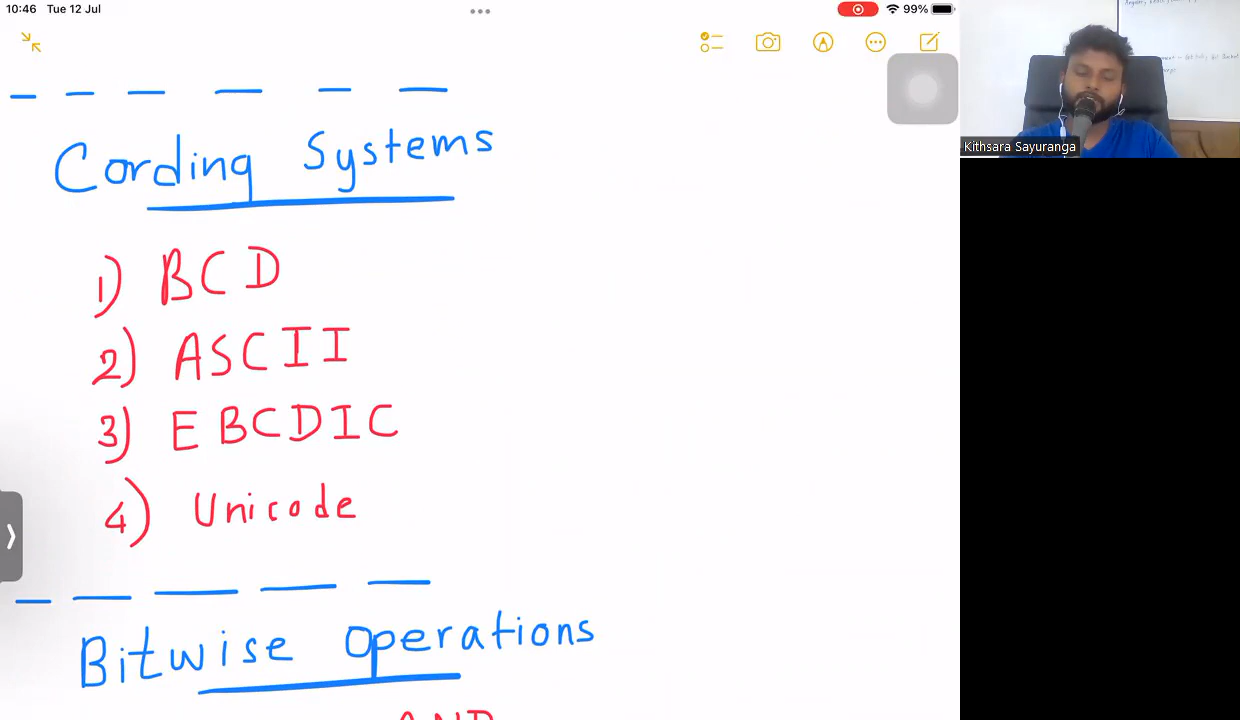 10:46 Tue 12 Jul
99%
Kithsara Sayuranga
Cording Systems
1) BCD
2) ASCII
3) EBCDIC
4) Unicode
Bitwise Operations
AND